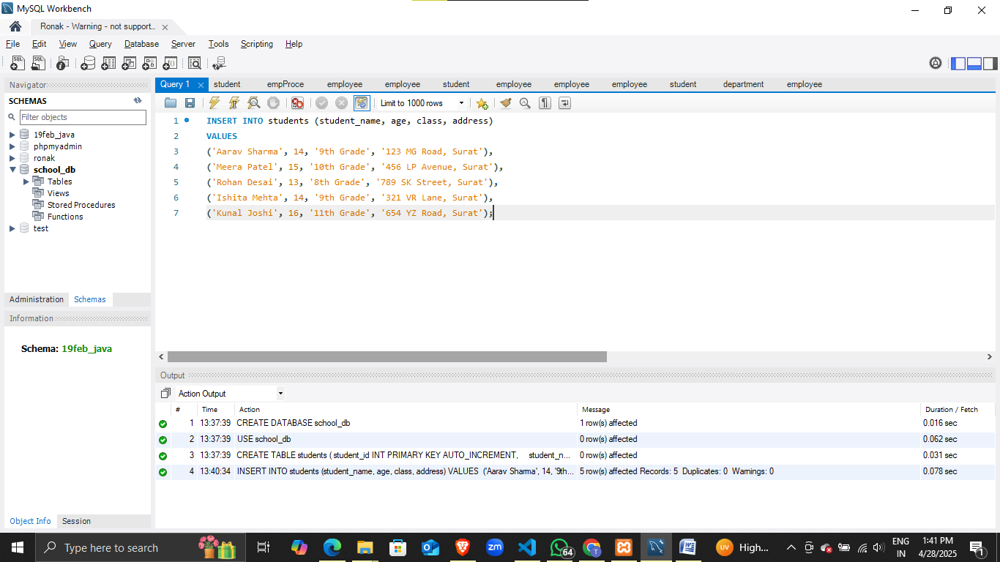 MySQL Workbench
Ronak - Warning - not support...
File Edit View Query Database Server Tools Scripting Help
Navigator
SCHEMAS
Filter objects
19feb_java
phpmyadmin
ronak
school_db
Tables
Views
Stored Procedures
Functions
test
Administration Schemas
Information
Schema: 19feb_java
Object Info Session
Query 1 student empProce employee employee student employee employee employee student department employee
Limit to 1000 rows
1 INSERT INTO students (student_name, age, class, address)
2 VALUES
3 ('Aarav Sharma', 14, '9th Grade', '123 MG Road, Surat'),
4 ('Meera Patel', 15, '10th Grade', '456 LP Avenue, Surat'),
5 ('Rohan Desai', 13, '8th Grade', '789 SK Street, Surat'),
6 ('Ishita Mehta', 14, '9th Grade', '321 VR Lane, Surat'),
7 ('Kunal Joshi', 16, '11th Grade', '654 YZ Road, Surat');
Output
Action Output
# Time Action Message Duration / Fetch
1 13:37:39 CREATE DATABASE school_db 1 row(s) affected 0.016 sec
2 13:37:39 USE school_db 0 row(s) affected 0.062 sec
3 13:37:39 CREATE TABLE students ( student_id INT PRIMARY KEY AUTO_INCREMENT, student_n... 0 row(s) affected 0.031 sec
4 13:40:34 INSERT INTO students (student_name, age, class, address) VALUES ('Aarav Sharma', 14, '9th... 5 row(s) affected Records: 5 Duplicates: 0 Warnings: 0 0.078 sec
Type here to search
zm
64
T
UV
High...
ENG
IN
1:41 PM
4/28/2025
1